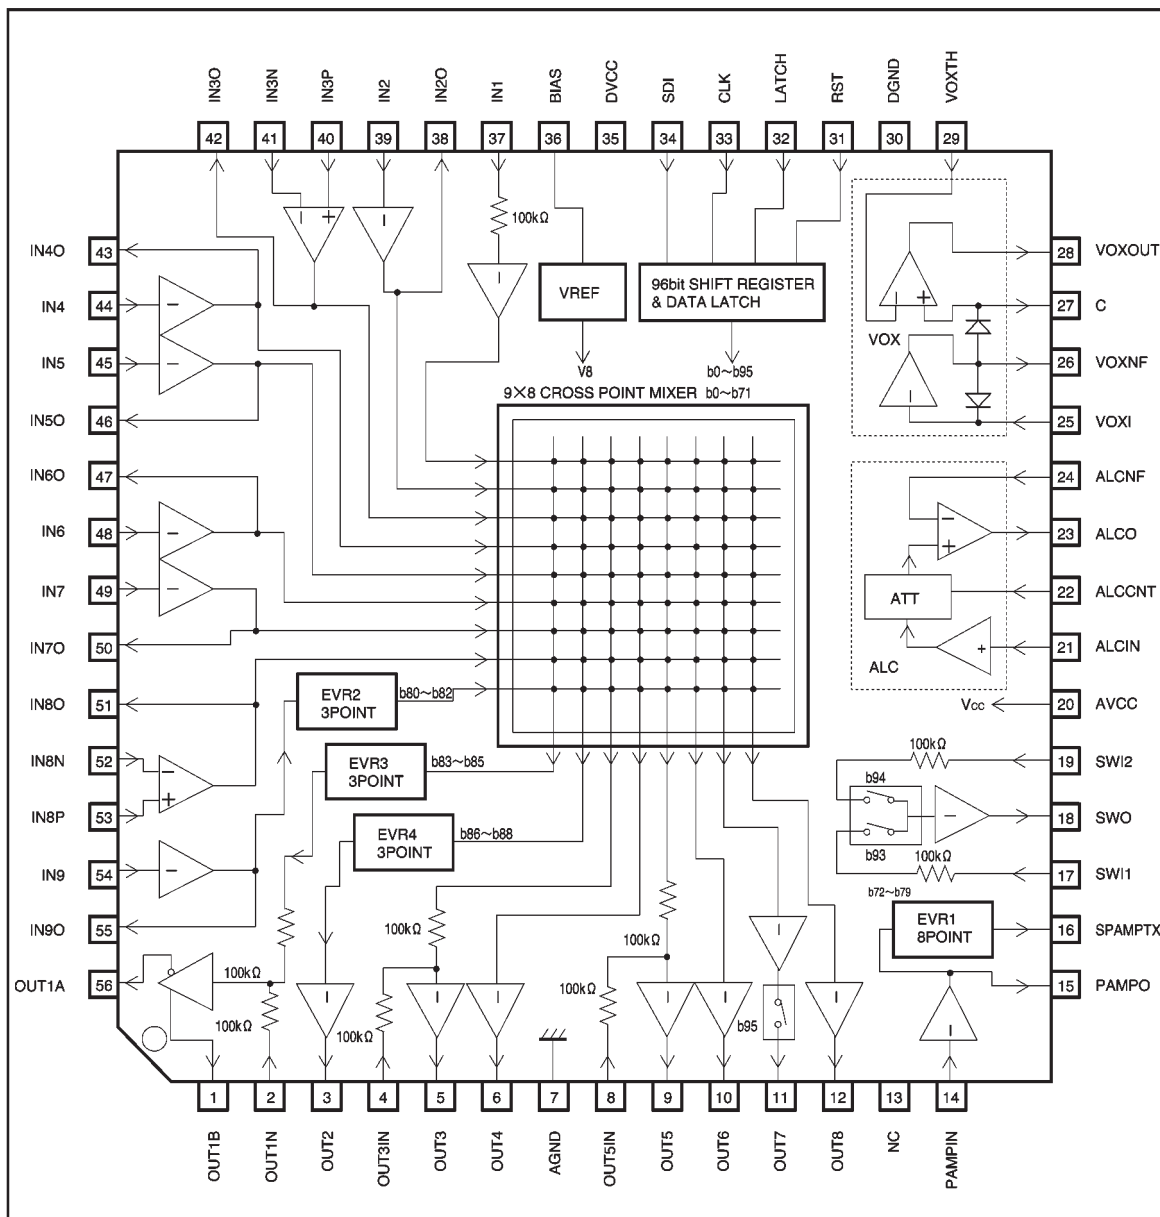 IN3O IN3N IN3P IN2 IN2O IN1 BIAS DVCC SDI CLK LATCH RST DGND VOXTH
42 41 40 39 38 37 36 35 34 33 32 31 30 29
− + − 100kΩ −
VREF
96bit SHIFT REGISTER
& DATA LATCH
V8
b0~b95
9×8 CROSS POINT MIXER b0~b71
IN4O 43
IN4 44 −
IN5 45 −
IN5O 46
IN6O 47
IN6 48 −
IN7 49 −
IN7O 50
IN8O 51
IN8N 52 −
IN8P 53 +
IN9 54 −
IN9O 55
OUT1A 56
− +
VOX
−
28 VOXOUT
27 C
26 VOXNF
25 VOXI
24 ALCNF
−
+
23 ALCO
ATT
22 ALCCNT
+
ALC
21 ALCIN
Vcc
20 AVCC
100kΩ
19 SWI2
b94
−
18 SWO
b93
100kΩ
17 SWI1
b72~b79
EVR1
8POINT
16 SPAMPTX
15 PAMPO
−
EVR2
3POINT
b80~b82
EVR3
3POINT
b83~b85
EVR4
3POINT
b86~b88
100kΩ
100kΩ
100kΩ
100kΩ
100kΩ
100kΩ
− − − − − − −
b95
1 2 3 4 5 6 7 8 9 10 11 12 13 14
OUT1B OUT1N OUT2 OUT3IN OUT3 OUT4 AGND OUT5IN OUT5 OUT6 OUT7 OUT8 NC PAMPIN